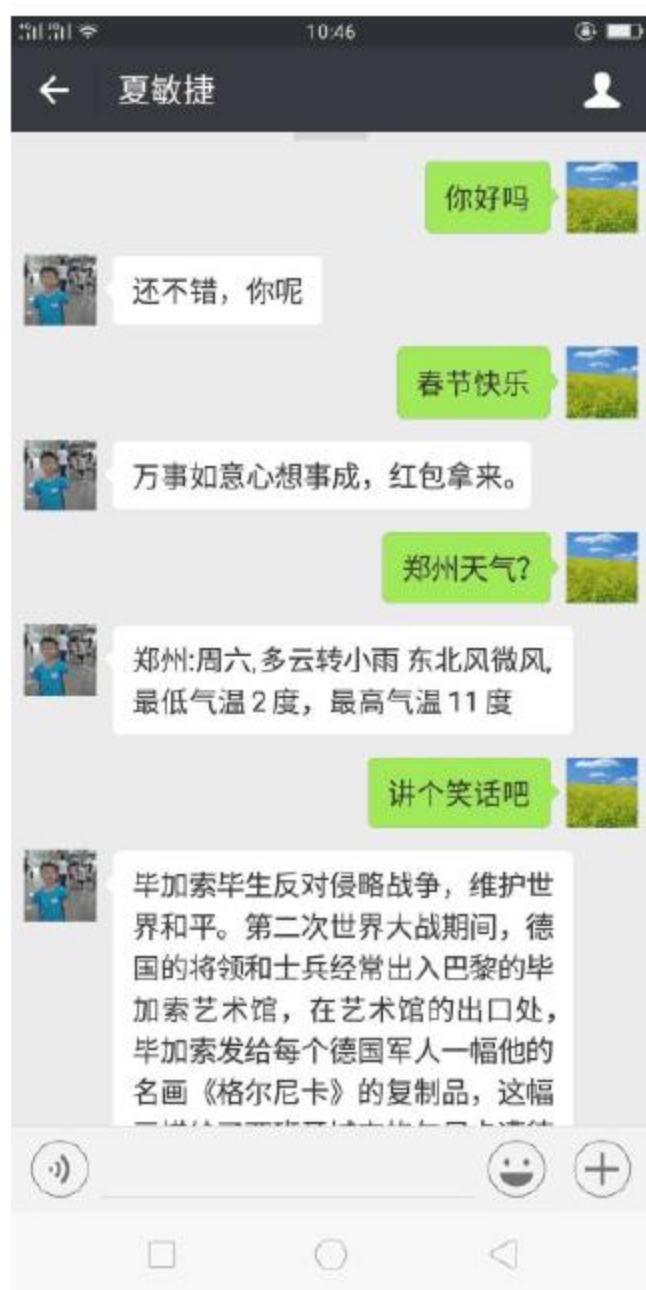 10:46
夏敏捷
你好吗
还不错，你呢
春节快乐
万事如意心想事成，红包拿来。
郑州天气?
郑州:周六,多云转小雨 东北风微风,
最低气温2度，最高气温11度
讲个笑话吧
毕加索毕生反对侵略战争，维护世
界和平。第二次世界大战期间，德
国的将领和士兵经常出入巴黎的毕
加索艺术馆，在艺术馆的出口处，
毕加索发给每个德国军人一幅他的
名画《格尔尼卡》的复制品，这幅